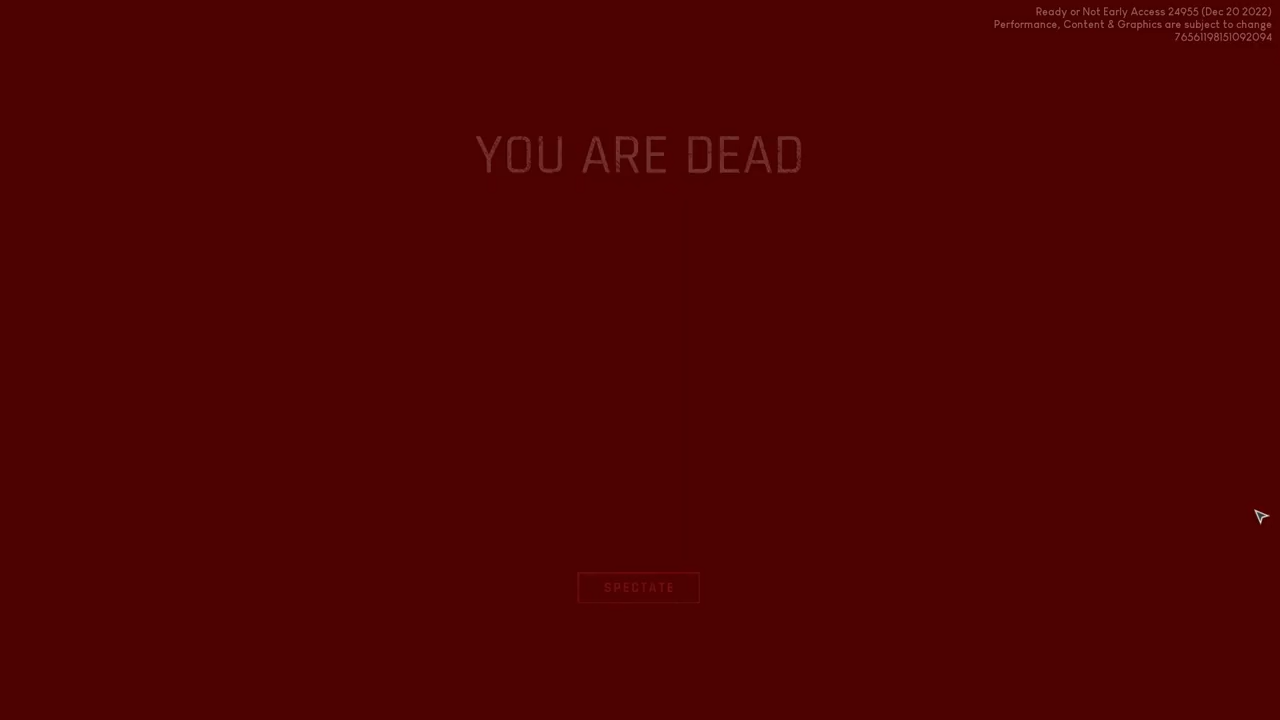 Ready or Not Early Access 24955 (Dec 20 2022)
Performance, Content & Graphics are subject to change
76561198151092094
YOU ARE DEAD
SPECTATE